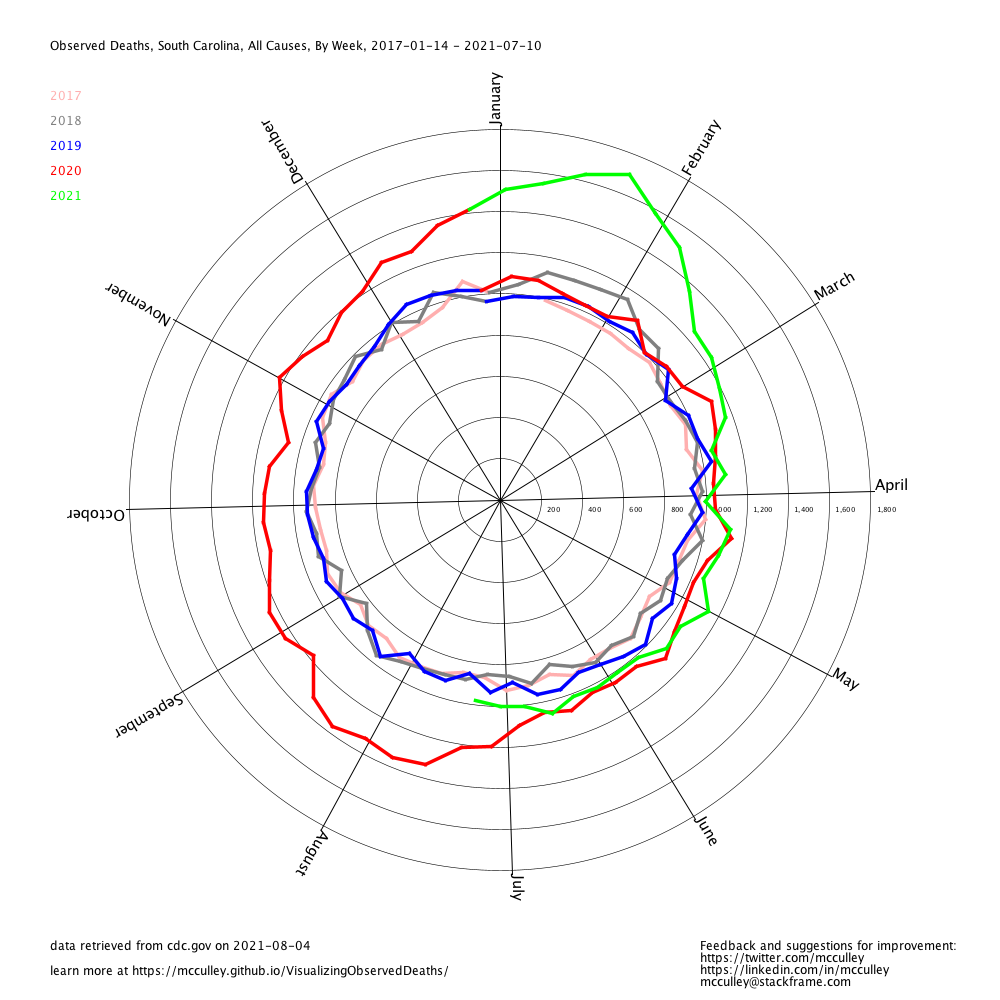 Observed Deaths, South Carolina, All Causes, By Week, 2017-01-14 - 2021-07-10
2017
2018
2019
2020
2021
January
February
March
April
May
June
July
August
September
October
November
December
200
400
600
800
1,000
1,200
1,400
1,600
1,800
data retrieved from cdc.gov on 2021-08-04
learn more at https://mcculley.github.io/VisualizingObservedDeaths/
Feedback and suggestions for improvement:
https://twitter.com/mcculley
https://linkedin.com/in/mcculley
mcculley@stackframe.com